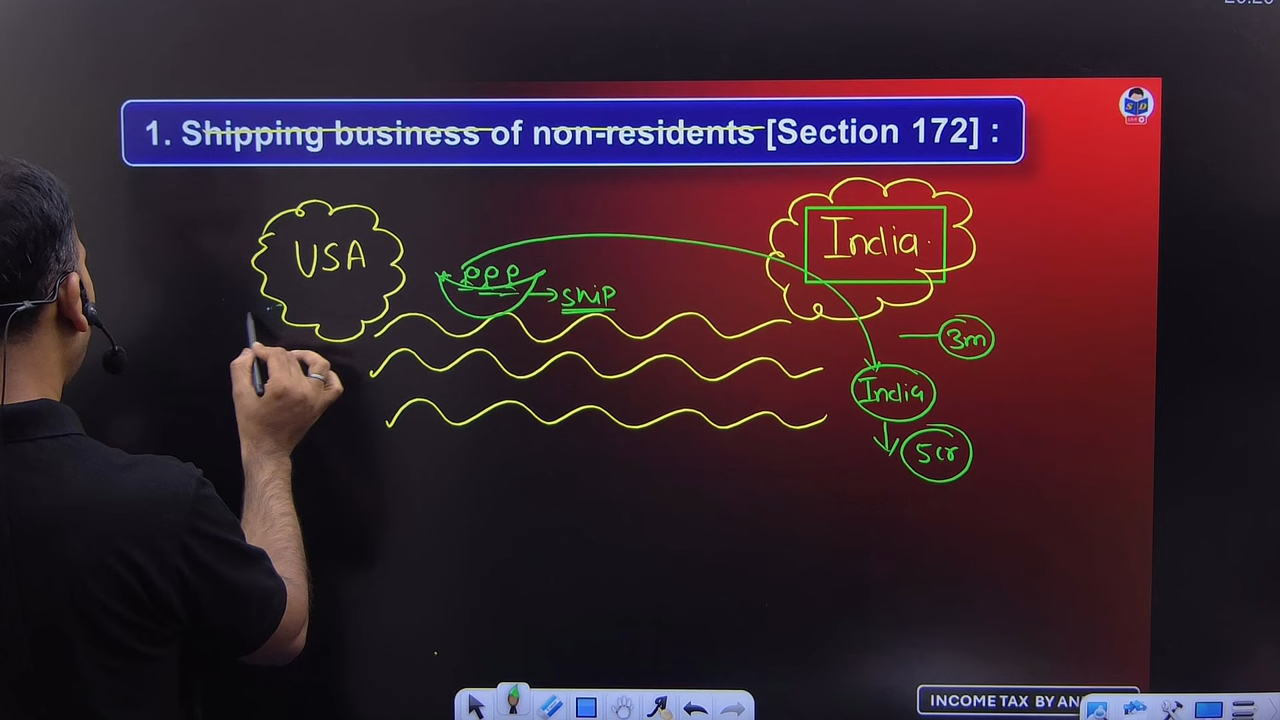 1. Shipping business of non-residents [Section 172] :
USA
India
ship
3m
India
5cr
INCOME TAX BY AN